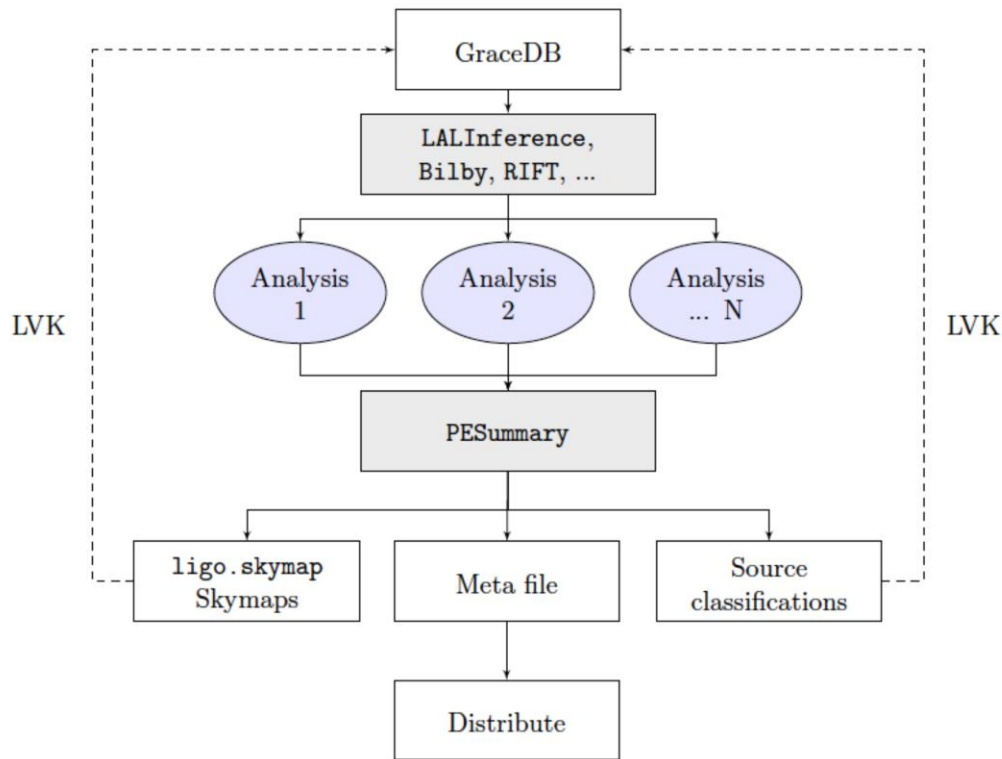 GraceDB
LALInference,
Bilby, RIFT, ...
Analysis
1
Analysis
2
Analysis
... N
LVK
LVK
PESummary
ligo.skymap
Skymaps
Meta file
Source
classifications
Distribute